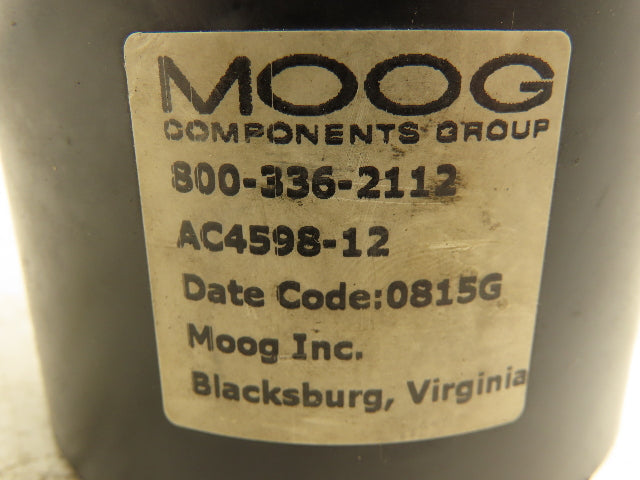 MOOG
COMPONENTS GROUP
800-336-2112
AC4598-12
Date Code:0815G
Moog Inc.
Blacksburg, Virginia